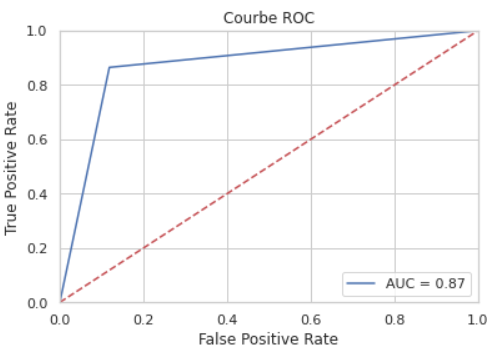 Courbe ROC
True Positive Rate
1.0
0.8
0.6
0.4
0.2
0.0
AUC = 0.87
0.0 0.2 0.4 0.6 0.8 1.0
False Positive Rate